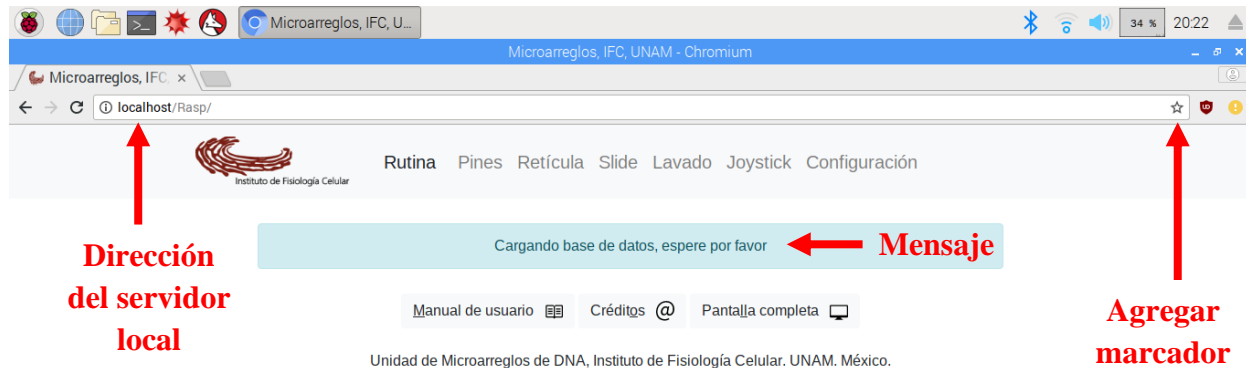 Microarreglos, IFC, U...
34 % 20:22
Microarreglos, IFC, UNAM - Chromium
Microarreglos, IFC, ×
localhost/Rasp/
Instituto de Fisiología Celular
Rutina Pines Retícula Slide Lavado Joystick Configuración
Cargando base de datos, espere por favor
Mensaje
Dirección
del servidor
local
Manual de usuario Créditos @ Pantalla completa
Agregar
marcador
Unidad de Microarreglos de DNA, Instituto de Fisiología Celular. UNAM. México.